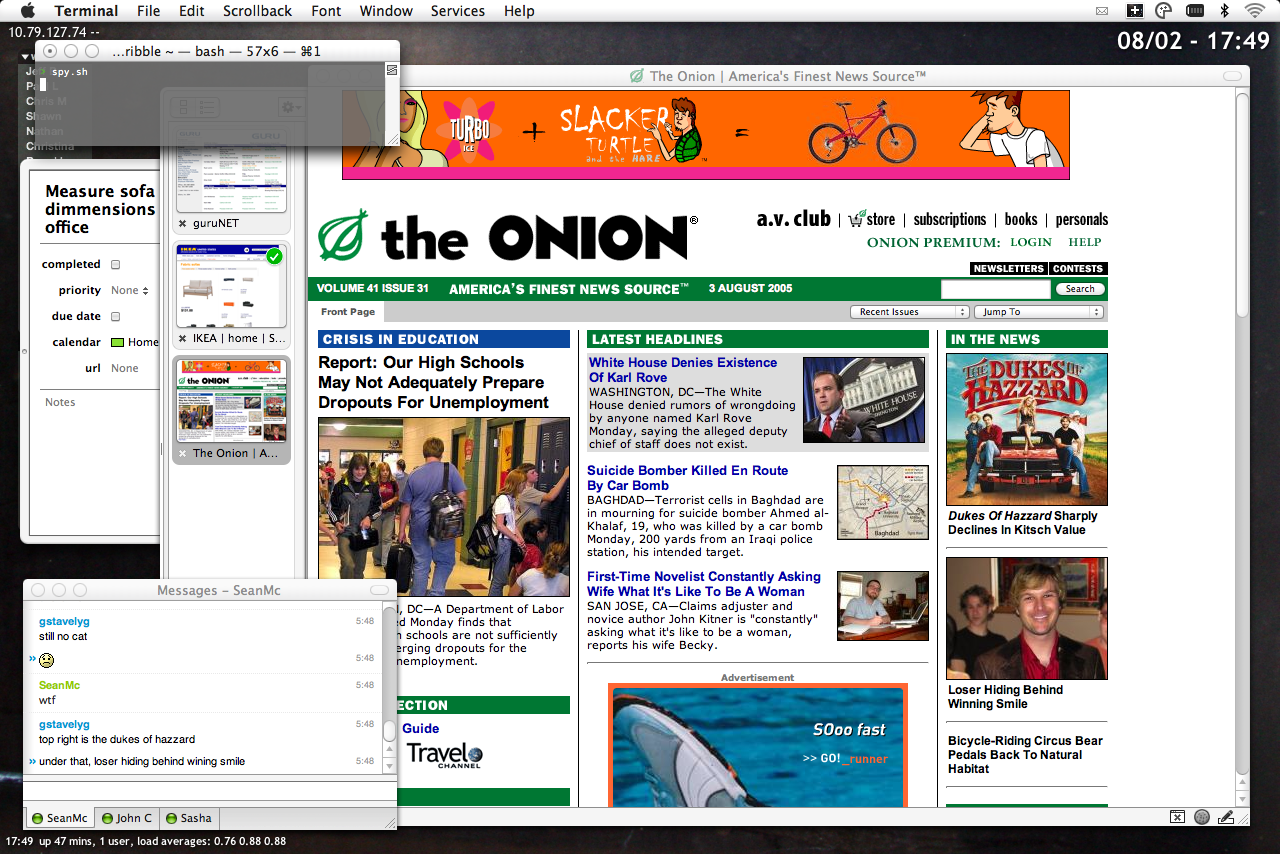 Terminal File Edit Scrollback Font Window Services Help
10.79.127.74 --
08/02 - 17:49
...ribble ~ — bash — 57x6 — ⌘1
spy.sh
Chris M
Shawn
Nathan
Christina
Measure sofa
dimmensions
office
completed
priority None
due date
calendar Home
url None
Notes
guruNET
IKEA | home | S...
The Onion | A...
The Onion | America's Finest News Source™
TURBO
ICE
+
SLACKER
TURTLE
and the HARE
™
=
the ONION®
a.v. club | store | subscriptions | books | personals
ONION PREMIUM: LOGIN HELP
NEWSLETTERS CONTESTS
VOLUME 41 ISSUE 31 AMERICA'S FINEST NEWS SOURCE™ 3 AUGUST 2005
Search
Front Page
Recent Issues
Jump To
CRISIS IN EDUCATION
Report: Our High Schools
May Not Adequately Prepare
Dropouts For Unemployment
, DC—A Department of Labor
d Monday finds that
schools are not sufficiently
erging dropouts for the
nemployment.
ECTION
Guide
Travel
CHANNEL
LATEST HEADLINES
White House Denies Existence
Of Karl Rove
WASHINGTON, DC—The White
House denied rumors of wrongdoing
by anyone named Karl Rove
Monday, saying the alleged deputy
chief of staff does not exist.
WHITE HOUSE
Suicide Bomber Killed En Route
By Car Bomb
BAGHDAD—Terrorist cells in Baghdad are
in mourning for suicide bomber Ahmed al-
Khalaf, 19, who was killed by a car bomb
Monday, 200 yards from an Iraqi police
station, his intended target.
Baghdad
First-Time Novelist Constantly Asking
Wife What It's Like To Be A Woman
SAN JOSE, CA—Claims adjuster and
novice author John Kitner is "constantly"
asking what it's like to be a woman,
reports his wife Becky.
Advertisement
SOoo fast
>> GO!_runner
IN THE NEWS
THE DUKES OF
HAZZARD
Dukes Of Hazzard Sharply
Declines In Kitsch Value
Loser Hiding Behind
Winning Smile
Bicycle-Riding Circus Bear
Pedals Back To Natural
Habitat
Messages – SeanMc
gstavelyg 5:48
still no cat
» 5:48
SeanMc 5:48
wtf
gstavelyg 5:48
top right is the dukes of hazzard
» under that, loser hiding behind wining smile 5:48
SeanMc John C Sasha
17:49 up 47 mins, 1 user, load averages: 0.76 0.88 0.88